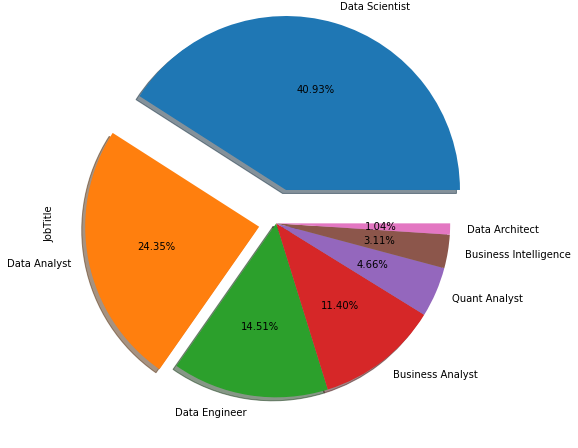 Data Scientist
40.93%
JobTitle
Data Analyst
24.35%
Data Engineer
14.51%
Business Analyst
11.40%
Quant Analyst
4.66%
Business Intelligence
3.11%
Data Architect
1.04%